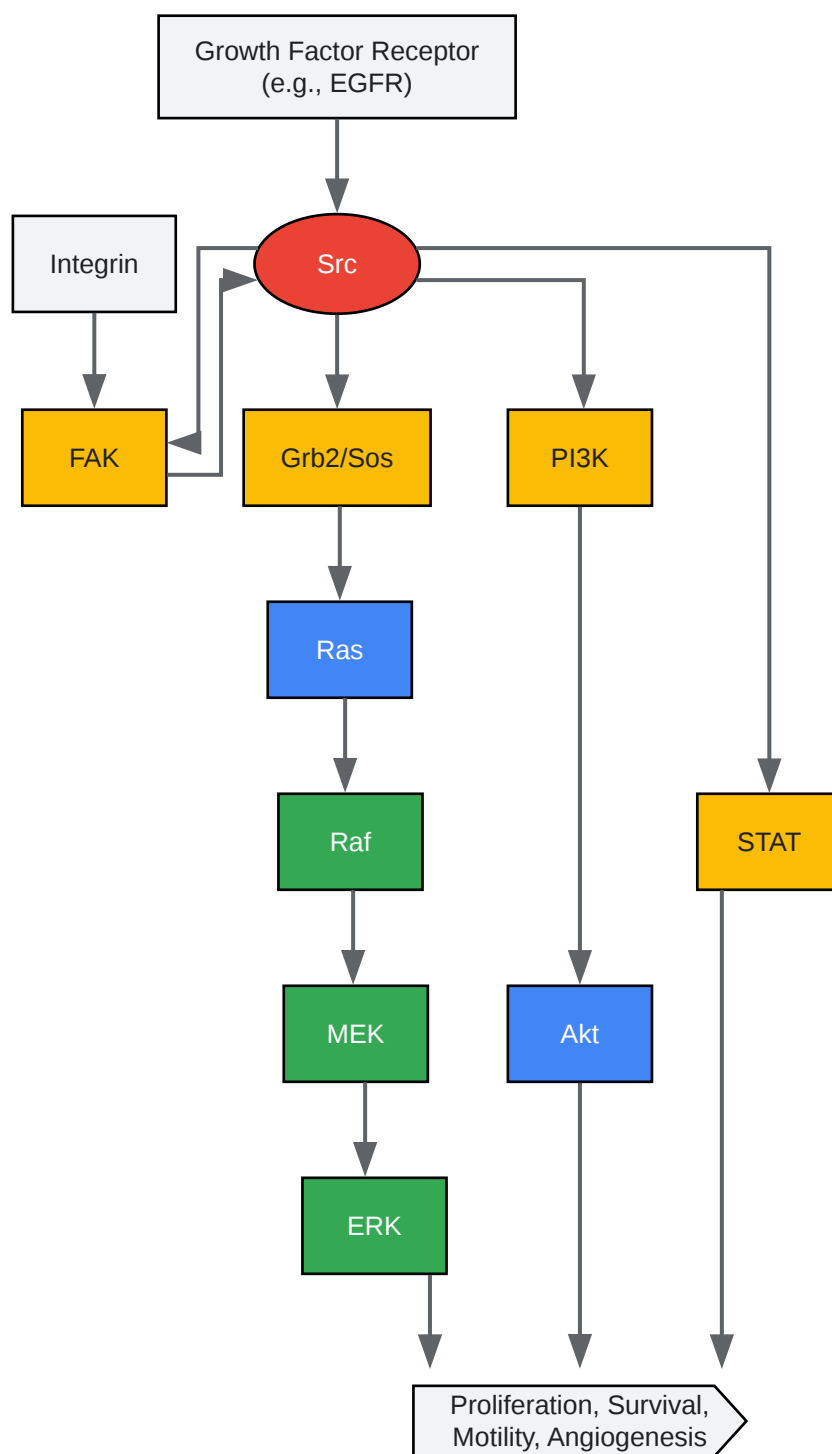 Growth Factor Receptor
(e.g., EGFR)
Integrin
Src
FAK
Grb2/Sos
PI3K
Ras
Raf
STAT
MEK
Akt
ERK
Proliferation, Survival,
Motility, Angiogenesis